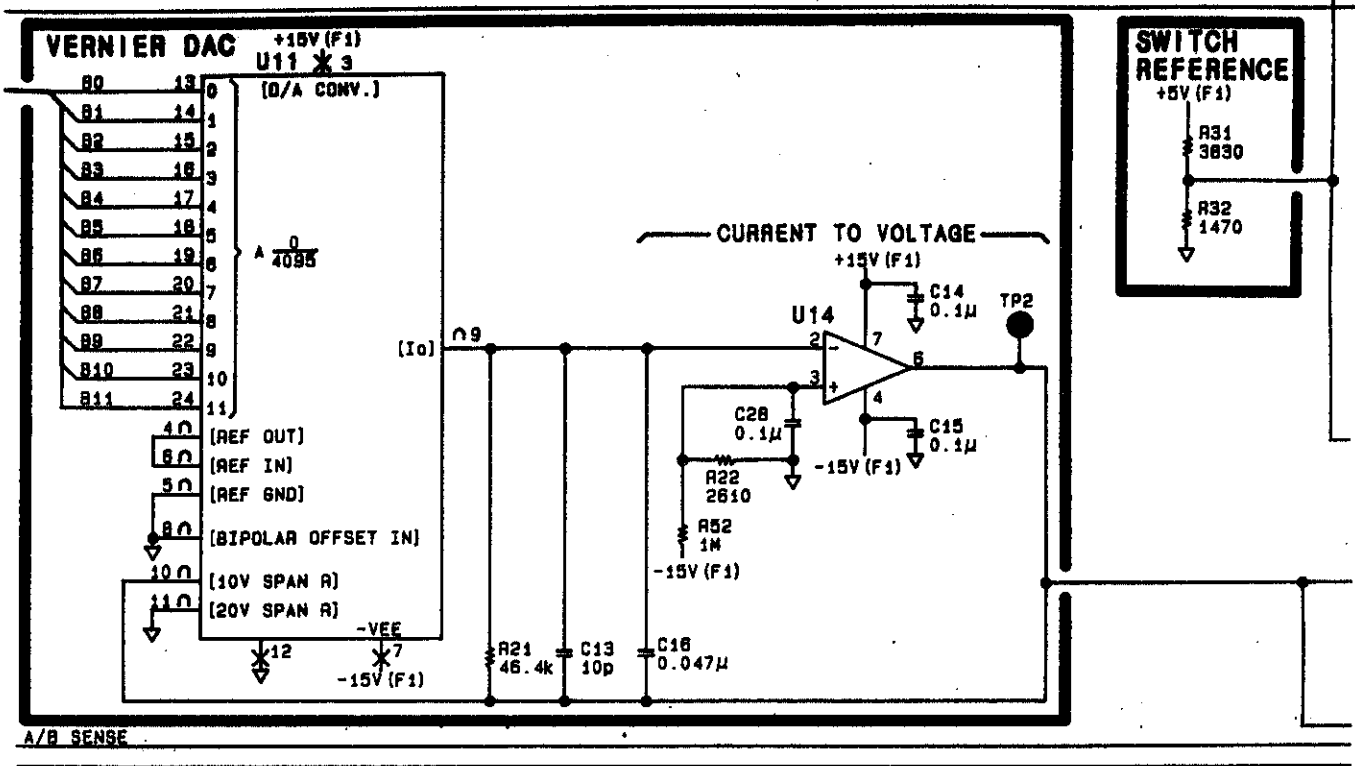 VERNIER DAC
+15V(F1)
U11 3
[D/A CONV.]
B0 13 0
B1 14 1
B2 15 2
B3 16 3
B4 17 4
B5 18 5
B6 19 6
B7 20 7
B8 21 8
B9 22 9
B10 23 10
B11 24 11
A 0
4095
[Io] 9
4 [REF OUT]
6 [REF IN]
5 [REF GND]
8 [BIPOLAR OFFSET IN]
10 [10V SPAN R]
11 [20V SPAN R]
-VEE
12
7
-15V(F1)
R21
46.4k
C13
10p
C16
0.047µ
CURRENT TO VOLTAGE
+15V(F1)
C14
0.1µ
U14
2 -
3 +
7
6
4
TP2
C28
0.1µ
C15
0.1µ
-15V(F1)
R22
2610
R52
1M
-15V(F1)
SWITCH
REFERENCE
+5V(F1)
R31
3830
R32
1470
A/B SENSE